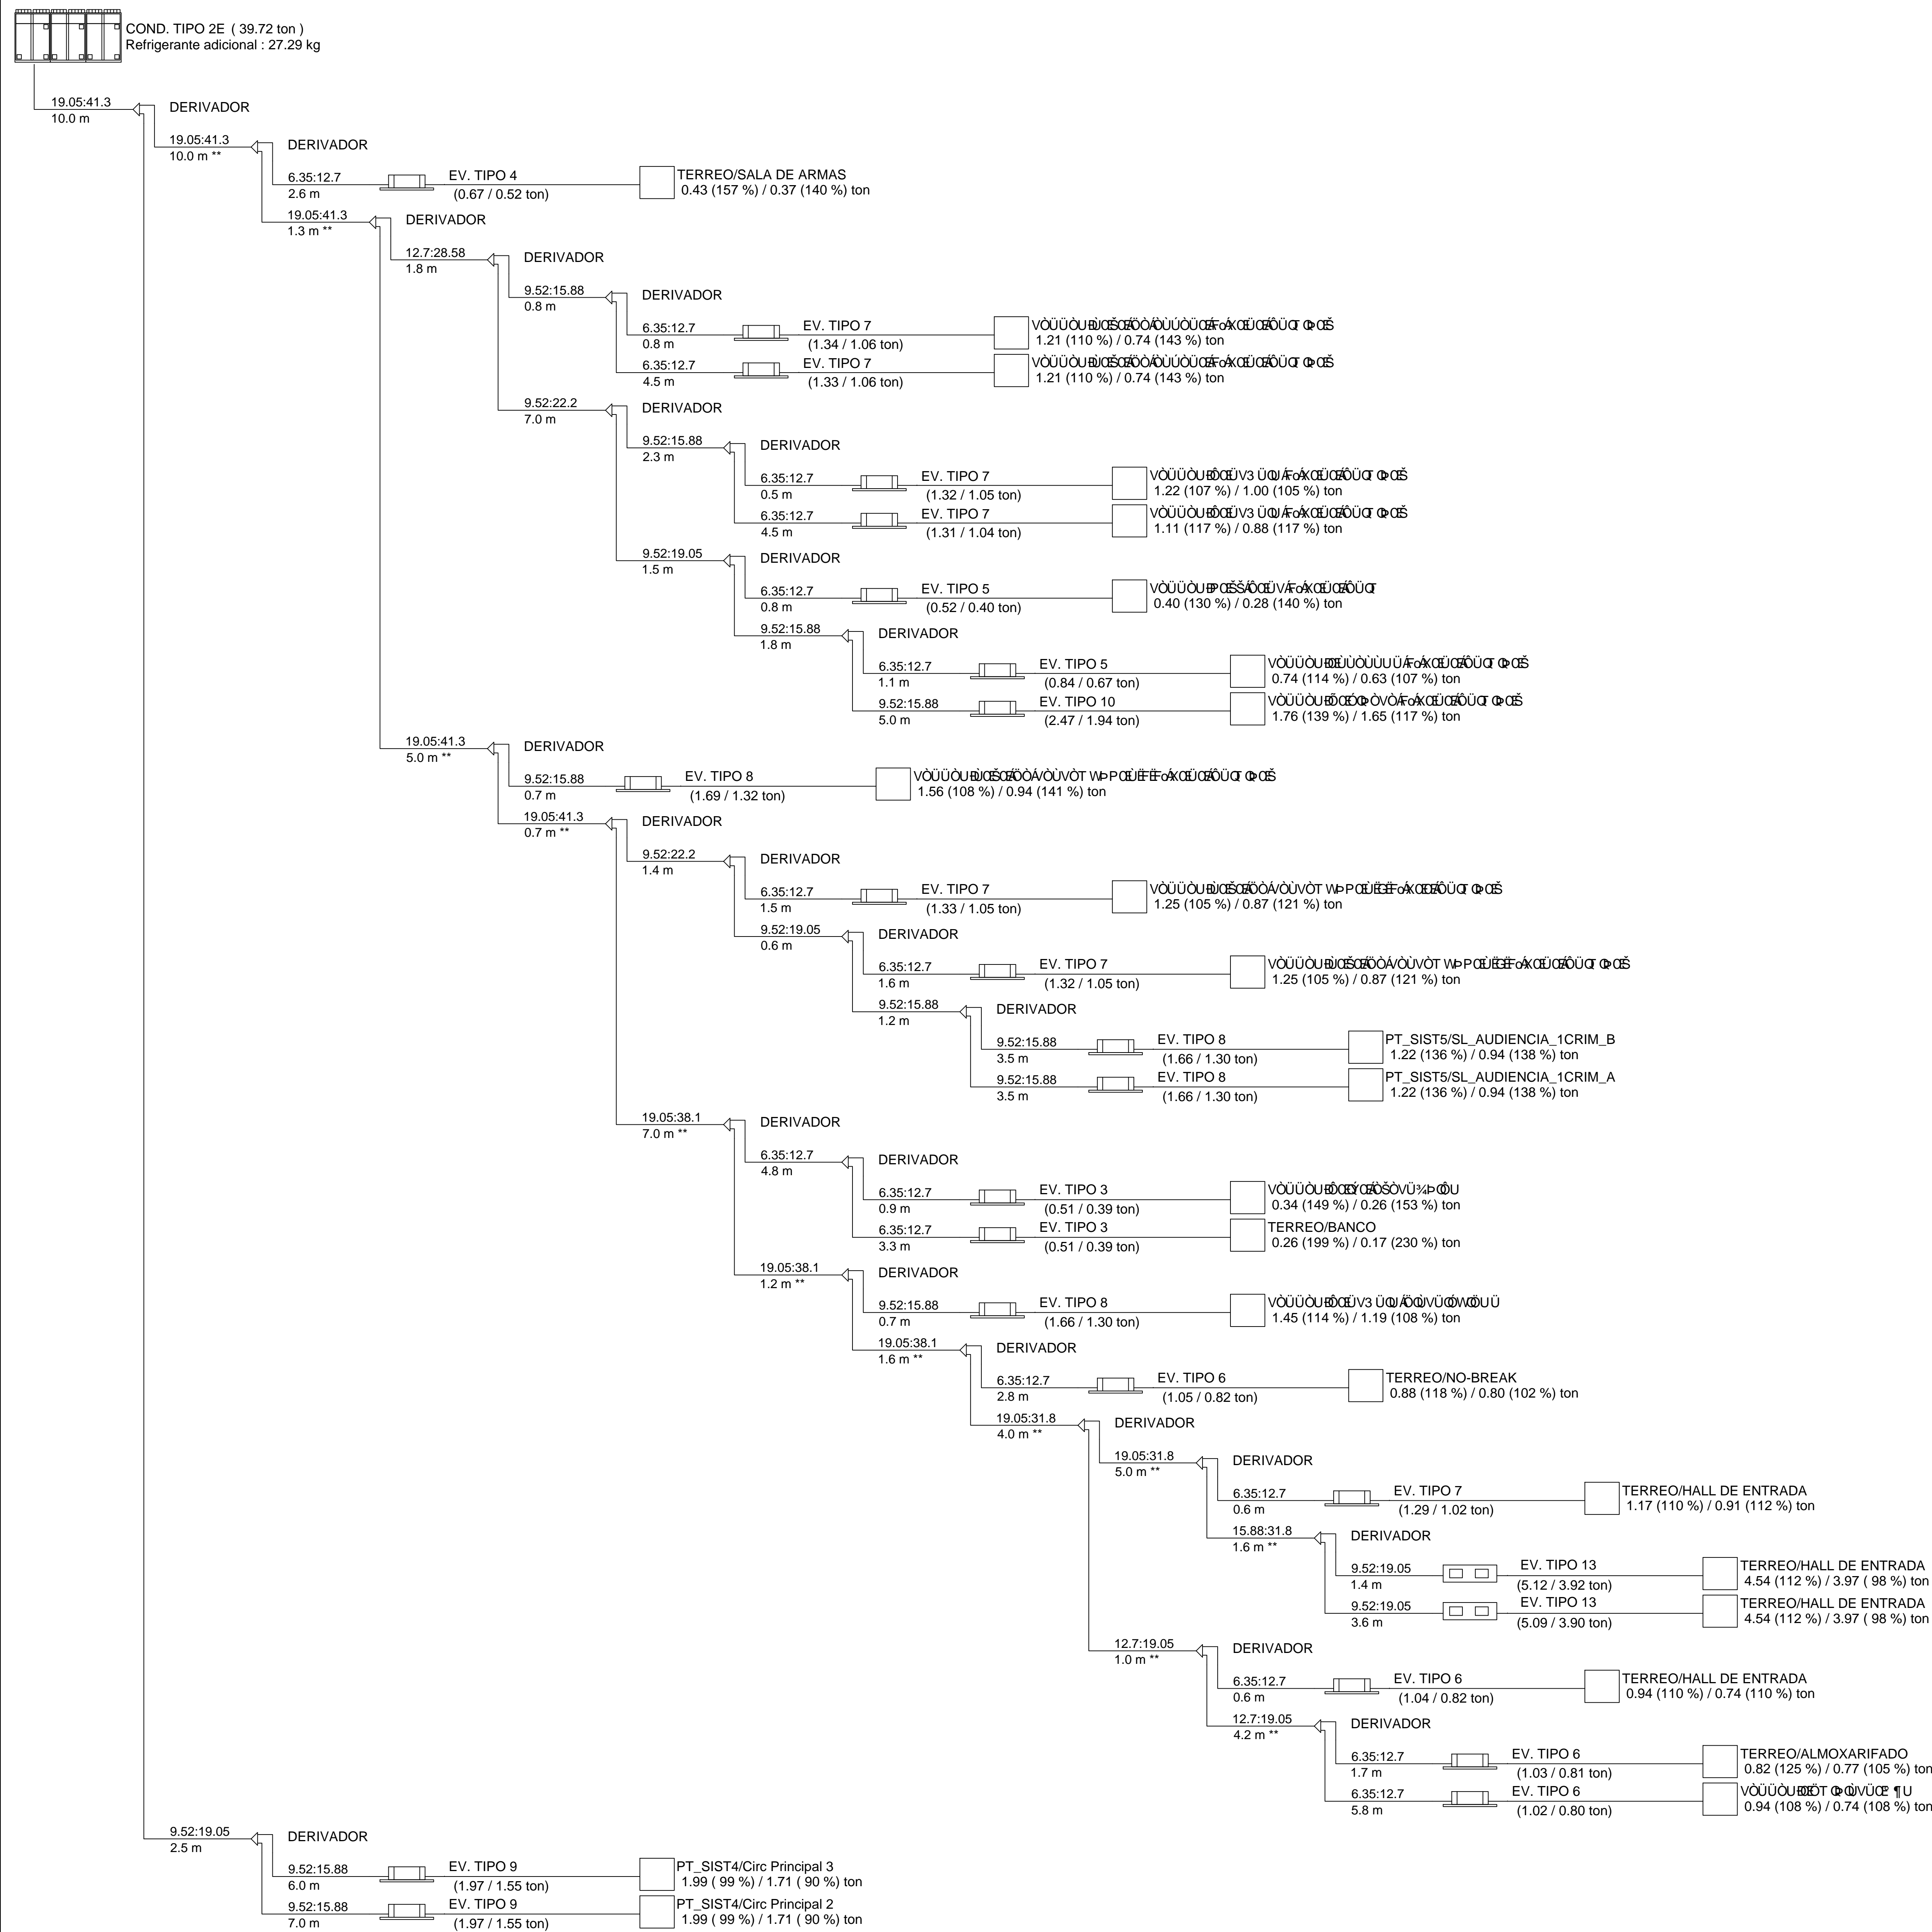 COND. TIPO 2E ( 39.72 ton )
Refrigerante adicional : 27.29 kg
19.05:41.3
10.0 m
DERIVADOR
19.05:41.3
10.0 m **
DERIVADOR
6.35:12.7
2.6 m
EV. TIPO 4
(0.67 / 0.52 ton)
TERREO/SALA DE ARMAS
0.43 (157 %) / 0.37 (140 %) ton
19.05:41.3
1.3 m **
DERIVADOR
12.7:28.58
1.8 m
DERIVADOR
9.52:15.88
0.8 m
DERIVADOR
6.35:12.7
0.8 m
EV. TIPO 7
(1.34 / 1.06 ton)
1.21 (110 %) / 0.74 (143 %) ton
6.35:12.7
4.5 m
EV. TIPO 7
(1.33 / 1.06 ton)
1.21 (110 %) / 0.74 (143 %) ton
9.52:22.2
7.0 m
DERIVADOR
9.52:15.88
2.3 m
DERIVADOR
6.35:12.7
0.5 m
EV. TIPO 7
(1.32 / 1.05 ton)
1.22 (107 %) / 1.00 (105 %) ton
6.35:12.7
4.5 m
EV. TIPO 7
(1.31 / 1.04 ton)
1.11 (117 %) / 0.88 (117 %) ton
9.52:19.05
1.5 m
DERIVADOR
6.35:12.7
0.8 m
EV. TIPO 5
(0.52 / 0.40 ton)
0.40 (130 %) / 0.28 (140 %) ton
9.52:15.88
1.8 m
DERIVADOR
6.35:12.7
1.1 m
EV. TIPO 5
(0.84 / 0.67 ton)
0.74 (114 %) / 0.63 (107 %) ton
9.52:15.88
5.0 m
EV. TIPO 10
(2.47 / 1.94 ton)
1.76 (139 %) / 1.65 (117 %) ton
19.05:41.3
5.0 m **
DERIVADOR
9.52:15.88
0.7 m
EV. TIPO 8
(1.69 / 1.32 ton)
1.56 (108 %) / 0.94 (141 %) ton
19.05:41.3
0.7 m **
DERIVADOR
9.52:22.2
1.4 m
DERIVADOR
6.35:12.7
1.5 m
EV. TIPO 7
(1.33 / 1.05 ton)
1.25 (105 %) / 0.87 (121 %) ton
9.52:19.05
0.6 m
DERIVADOR
6.35:12.7
1.6 m
EV. TIPO 7
(1.32 / 1.05 ton)
1.25 (105 %) / 0.87 (121 %) ton
9.52:15.88
1.2 m
DERIVADOR
9.52:15.88
3.5 m
EV. TIPO 8
(1.66 / 1.30 ton)
PT_SIST5/SL_AUDIENCIA_1CRIM_B
1.22 (136 %) / 0.94 (138 %) ton
9.52:15.88
3.5 m
EV. TIPO 8
(1.66 / 1.30 ton)
PT_SIST5/SL_AUDIENCIA_1CRIM_A
1.22 (136 %) / 0.94 (138 %) ton
19.05:38.1
7.0 m **
DERIVADOR
6.35:12.7
4.8 m
DERIVADOR
6.35:12.7
0.9 m
EV. TIPO 3
(0.51 / 0.39 ton)
0.34 (149 %) / 0.26 (153 %) ton
6.35:12.7
3.3 m
EV. TIPO 3
(0.51 / 0.39 ton)
TERREO/BANCO
0.26 (199 %) / 0.17 (230 %) ton
19.05:38.1
1.2 m **
DERIVADOR
9.52:15.88
0.7 m
EV. TIPO 8
(1.66 / 1.30 ton)
1.45 (114 %) / 1.19 (108 %) ton
19.05:38.1
1.6 m **
DERIVADOR
6.35:12.7
2.8 m
EV. TIPO 6
(1.05 / 0.82 ton)
TERREO/NO-BREAK
0.88 (118 %) / 0.80 (102 %) ton
19.05:31.8
4.0 m **
DERIVADOR
19.05:31.8
5.0 m **
DERIVADOR
6.35:12.7
0.6 m
EV. TIPO 7
(1.29 / 1.02 ton)
TERREO/HALL DE ENTRADA
1.17 (110 %) / 0.91 (112 %) ton
15.88:31.8
1.6 m **
DERIVADOR
9.52:19.05
1.4 m
EV. TIPO 13
(5.12 / 3.92 ton)
TERREO/HALL DE ENTRADA
4.54 (112 %) / 3.97 ( 98 %) ton
9.52:19.05
3.6 m
EV. TIPO 13
(5.09 / 3.90 ton)
TERREO/HALL DE ENTRADA
4.54 (112 %) / 3.97 ( 98 %) ton
12.7:19.05
1.0 m **
DERIVADOR
6.35:12.7
0.6 m
EV. TIPO 6
(1.04 / 0.82 ton)
TERREO/HALL DE ENTRADA
0.94 (110 %) / 0.74 (110 %) ton
12.7:19.05
4.2 m **
DERIVADOR
6.35:12.7
1.7 m
EV. TIPO 6
(1.03 / 0.81 ton)
TERREO/ALMOXARIFADO
0.82 (125 %) / 0.77 (105 %) ton
6.35:12.7
5.8 m
EV. TIPO 6
(1.02 / 0.80 ton)
0.94 (108 %) / 0.74 (108 %) ton
9.52:19.05
2.5 m
DERIVADOR
9.52:15.88
6.0 m
EV. TIPO 9
(1.97 / 1.55 ton)
PT_SIST4/Circ Principal 3
1.99 ( 99 %) / 1.71 ( 90 %) ton
9.52:15.88
7.0 m
EV. TIPO 9
(1.97 / 1.55 ton)
PT_SIST4/Circ Principal 2
1.99 ( 99 %) / 1.71 ( 90 %) ton